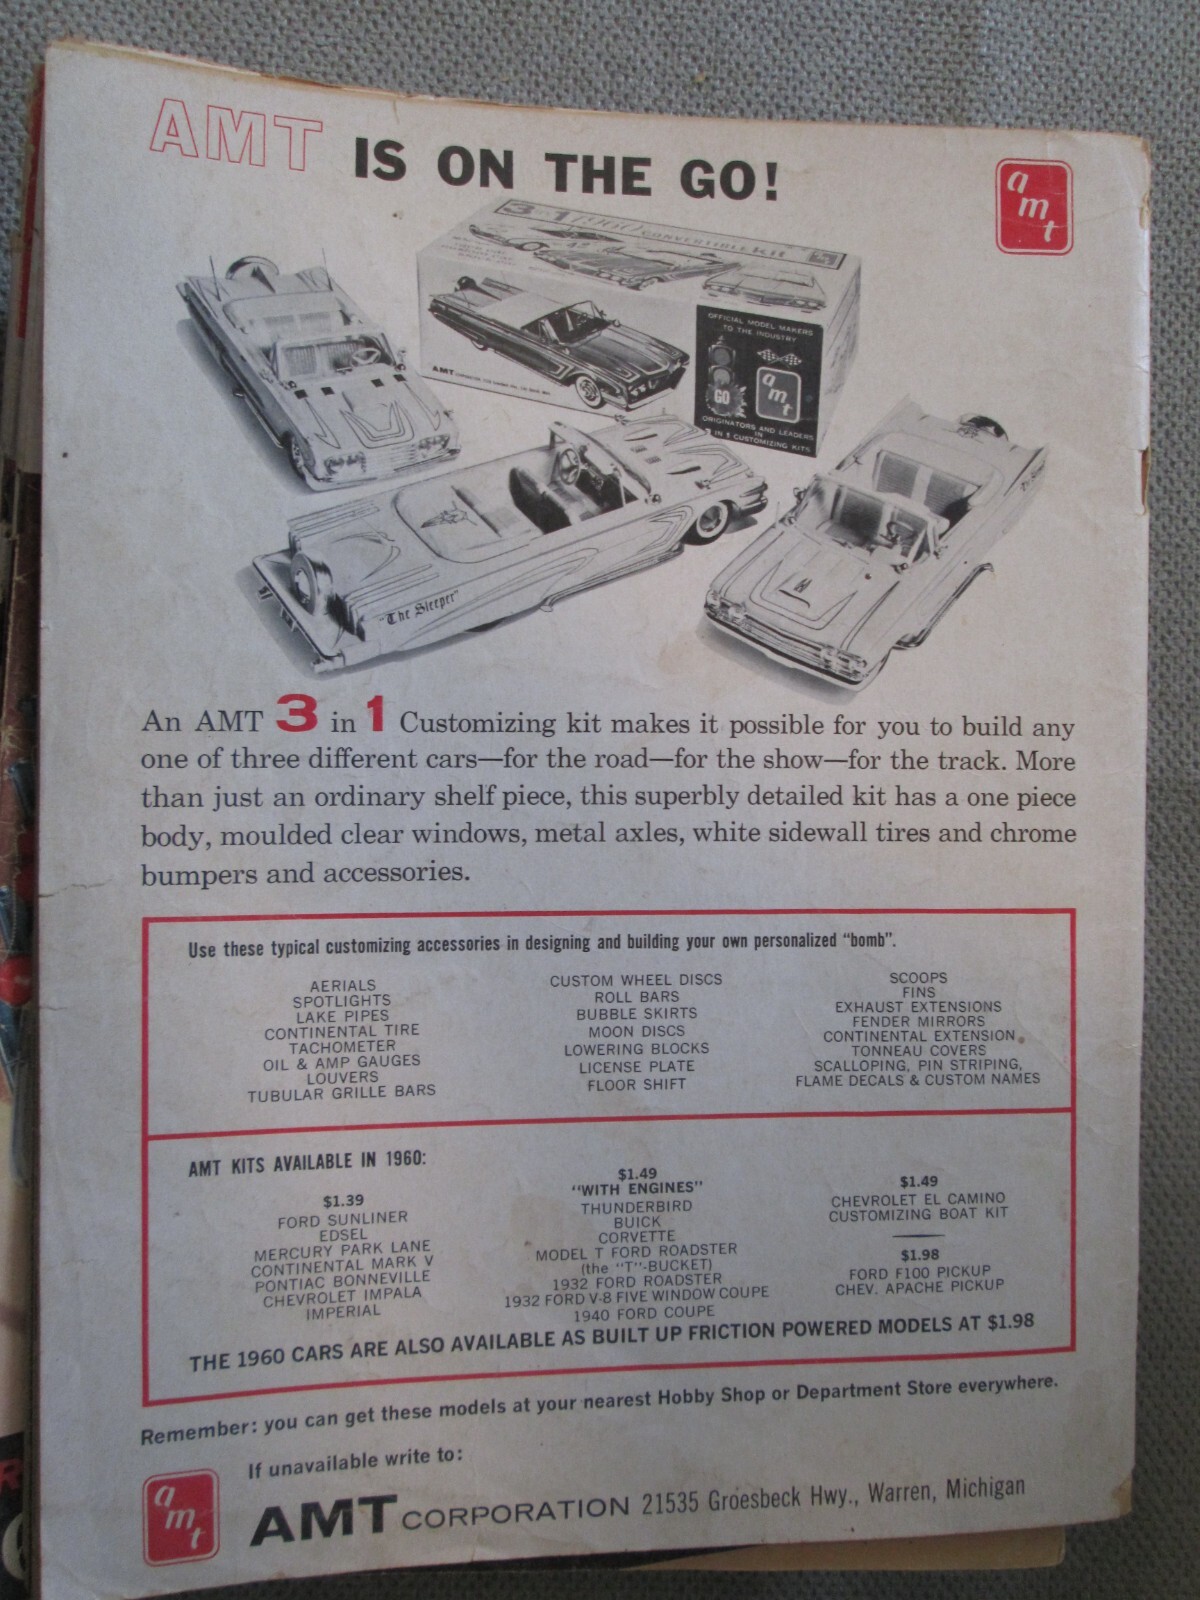 AMT IS ON THE GO!
amt
3 in 1 1960 CONVERTIBLE kit
OFFICIAL MODEL MAKERS
TO THE INDUSTRY
GO
amt
ORIGINATORS AND LEADERS
IN
3 IN 1 CUSTOMIZING KITS
AMT
"The Sleeper"
An AMT 3 in 1 Customizing kit makes it possible for you to build any
one of three different cars—for the road—for the show—for the track. More
than just an ordinary shelf piece, this superbly detailed kit has a one piece
body, moulded clear windows, metal axles, white sidewall tires and chrome
bumpers and accessories.
Use these typical customizing accessories in designing and building your own personalized "bomb".
AERIALS
SPOTLIGHTS
LAKE PIPES
CONTINENTAL TIRE
TACHOMETER
OIL & AMP GAUGES
LOUVERS
TUBULAR GRILLE BARS
CUSTOM WHEEL DISCS
ROLL BARS
BUBBLE SKIRTS
MOON DISCS
LOWERING BLOCKS
LICENSE PLATE
FLOOR SHIFT
SCOOPS
FINS
EXHAUST EXTENSIONS
FENDER MIRRORS
CONTINENTAL EXTENSION
TONNEAU COVERS
SCALLOPING, PIN STRIPING,
FLAME DECALS & CUSTOM NAMES
AMT KITS AVAILABLE IN 1960:
$1.39
FORD SUNLINER
EDSEL
MERCURY PARK LANE
CONTINENTAL MARK V
PONTIAC BONNEVILLE
CHEVROLET IMPALA
IMPERIAL
$1.49
"WITH ENGINES"
THUNDERBIRD
BUICK
CORVETTE
MODEL T FORD ROADSTER
(the "T"-BUCKET)
1932 FORD ROADSTER
1932 FORD V-8 FIVE WINDOW COUPE
1940 FORD COUPE
$1.49
CHEVROLET EL CAMINO
CUSTOMIZING BOAT KIT
$1.98
FORD F100 PICKUP
CHEV. APACHE PICKUP
THE 1960 CARS ARE ALSO AVAILABLE AS BUILT UP FRICTION POWERED MODELS AT $1.98
Remember: you can get these models at your nearest Hobby Shop or Department Store everywhere.
If unavailable write to:
amt
AMT CORPORATION 21535 Groesbeck Hwy., Warren, Michigan